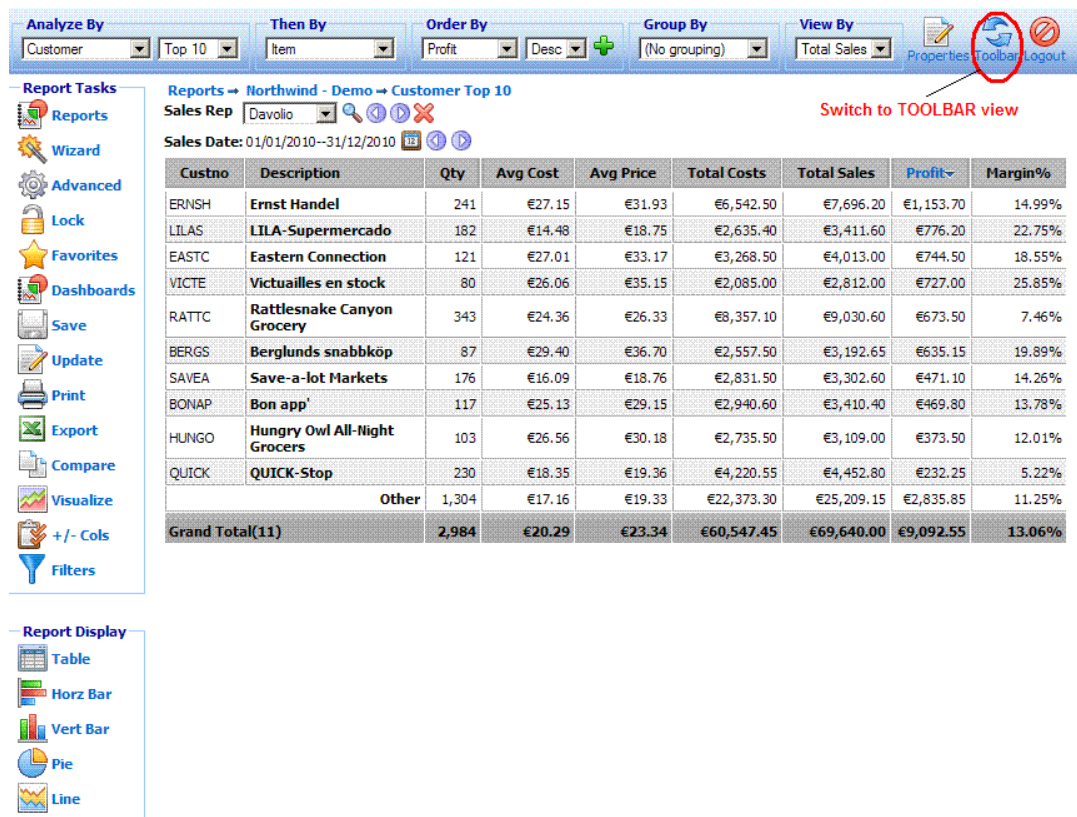 Analyze By Then By Order By Group By View By
Customer Top 10 Item Profit Desc (No grouping) Total Sales
Properties Toolbar Logout
Switch to TOOLBAR view
Report Tasks
Reports
Wizard
Advanced
Lock
Favorites
Dashboards
Save
Update
Print
Export
Compare
Visualize
+/- Cols
Filters
Report Display
Table
Horz Bar
Vert Bar
Pie
Line
Reports → Northwind - Demo → Customer Top 10
Sales Rep Davolio
Sales Date: 01/01/2010--31/12/2010 12
Custno Description Qty Avg Cost Avg Price Total Costs Total Sales Profit Margin%
ERNSH Ernst Handel 241 €27.15 €31.93 €6,542.50 €7,696.20 €1,153.70 14.99%
LILAS LILA-Supermercado 182 €14.48 €18.75 €2,635.40 €3,411.60 €776.20 22.75%
EASTC Eastern Connection 121 €27.01 €33.17 €3,268.50 €4,013.00 €744.50 18.55%
VICTE Victuailles en stock 80 €26.06 €35.15 €2,085.00 €2,812.00 €727.00 25.85%
RATTC Rattlesnake Canyon Grocery 343 €24.36 €26.33 €8,357.10 €9,030.60 €673.50 7.46%
BERGS Berglunds snabbköp 87 €29.40 €36.70 €2,557.50 €3,192.65 €635.15 19.89%
SAVEA Save-a-lot Markets 176 €16.09 €18.76 €2,831.50 €3,302.60 €471.10 14.26%
BONAP Bon app' 117 €25.13 €29.15 €2,940.60 €3,410.40 €469.80 13.78%
HUNGO Hungry Owl All-Night Grocers 103 €26.56 €30.18 €2,735.50 €3,109.00 €373.50 12.01%
QUICK QUICK-Stop 230 €18.35 €19.36 €4,220.55 €4,452.80 €232.25 5.22%
Other 1,304 €17.16 €19.33 €22,373.30 €25,209.15 €2,835.85 11.25%
Grand Total(11) 2,984 €20.29 €23.34 €60,547.45 €69,640.00 €9,092.55 13.06%